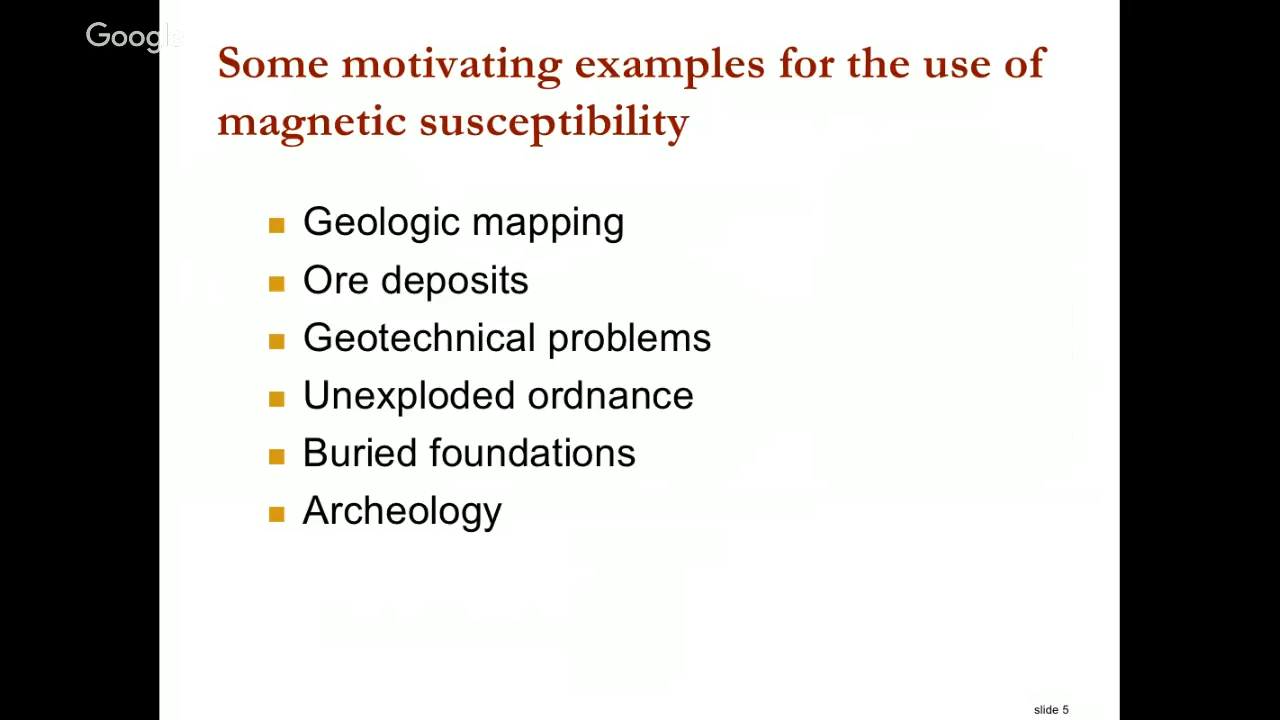 Google
Some motivating examples for the use of
magnetic susceptibility
Geologic mapping
Ore deposits
Geotechnical problems
Unexploded ordnance
Buried foundations
Archeology
slide 5